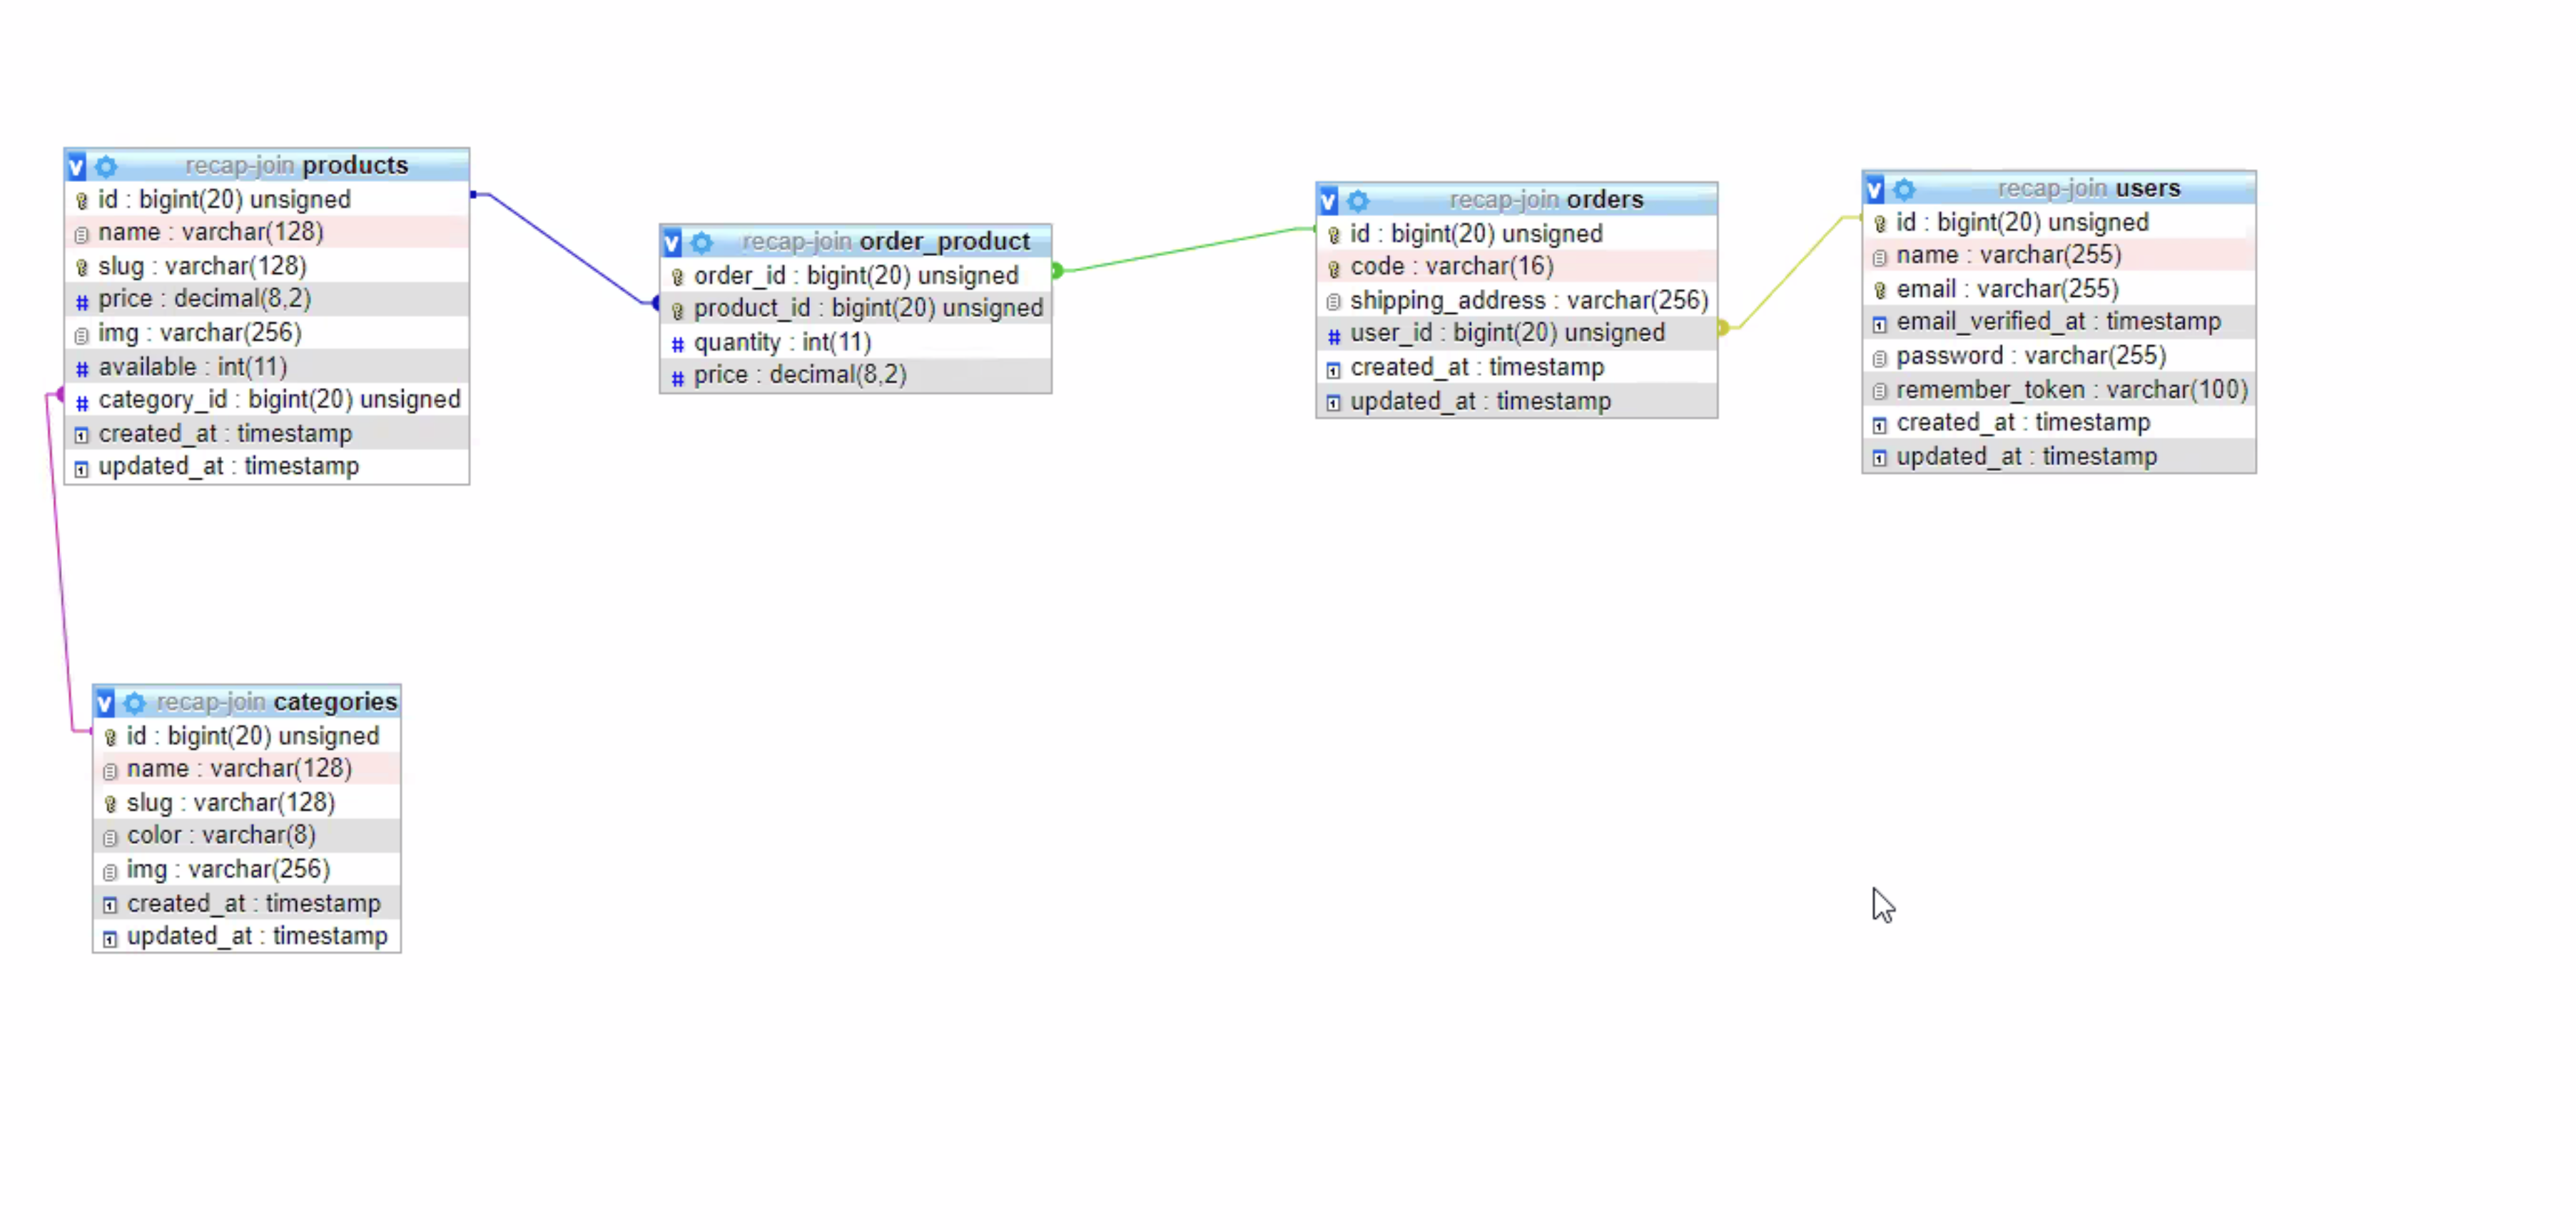 recap-join products
id : bigint(20) unsigned
name : varchar(128)
slug : varchar(128)
# price : decimal(8,2)
img : varchar(256)
# available : int(11)
# category_id : bigint(20) unsigned
created_at : timestamp
updated_at : timestamp
recap-join order_product
order_id : bigint(20) unsigned
product_id : bigint(20) unsigned
# quantity : int(11)
# price : decimal(8,2)
recap-join orders
id : bigint(20) unsigned
code : varchar(16)
shipping_address : varchar(256)
# user_id : bigint(20) unsigned
created_at : timestamp
updated_at : timestamp
recap-join users
id : bigint(20) unsigned
name : varchar(255)
email : varchar(255)
email_verified_at : timestamp
password : varchar(255)
remember_token : varchar(100)
created_at : timestamp
updated_at : timestamp
recap-join categories
id : bigint(20) unsigned
name : varchar(128)
slug : varchar(128)
color : varchar(8)
img : varchar(256)
created_at : timestamp
updated_at : timestamp